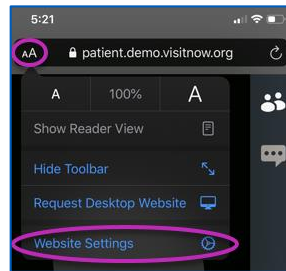 5:21
AA patient.demo.visitnow.org
A 100% A
Show Reader View
Hide Toolbar
Request Desktop Website
Website Settings